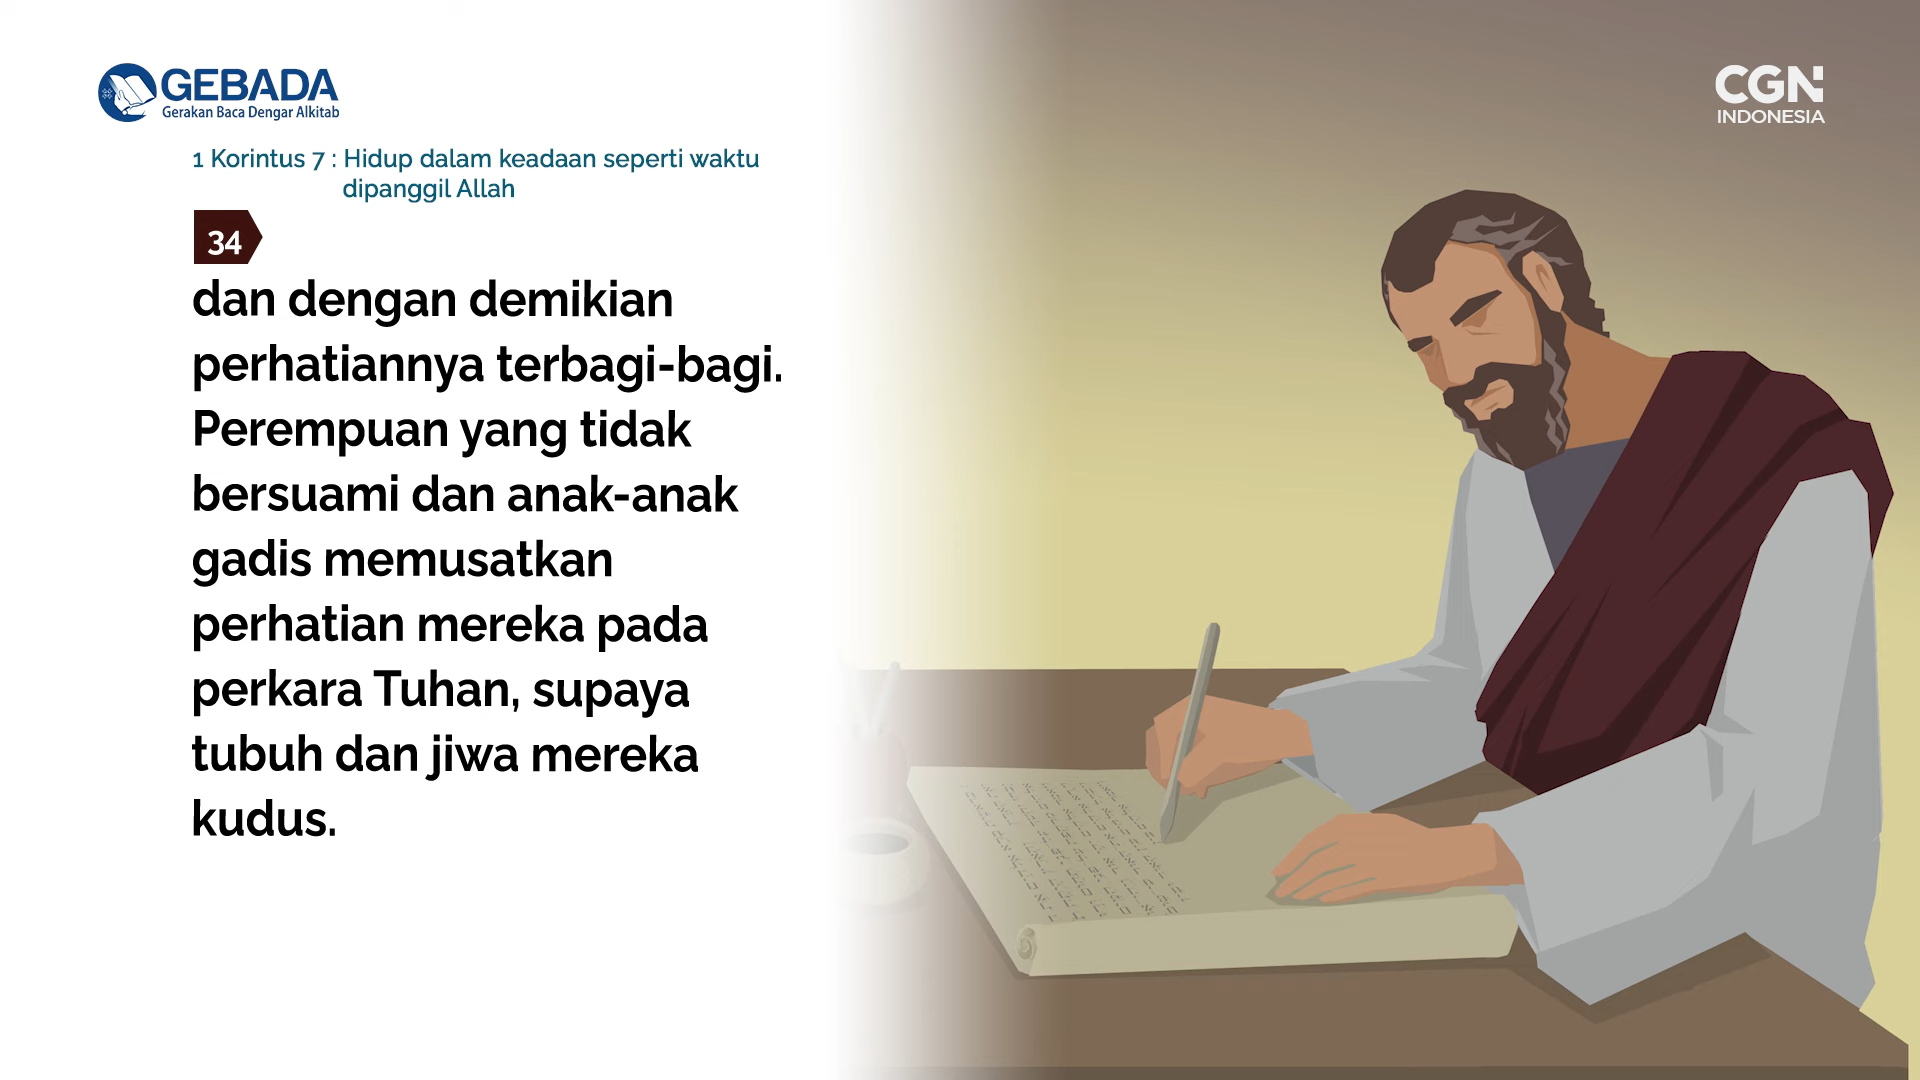 GEBADA
Gerakan Baca Dengar Alkitab
CGN
INDONESIA
1 Korintus 7 : Hidup dalam keadaan seperti waktu
dipanggil Allah
34
dan dengan demikian
perhatiannya terbagi-bagi.
Perempuan yang tidak
bersuami dan anak-anak
gadis memusatkan
perhatian mereka pada
perkara Tuhan, supaya
tubuh dan jiwa mereka
kudus.